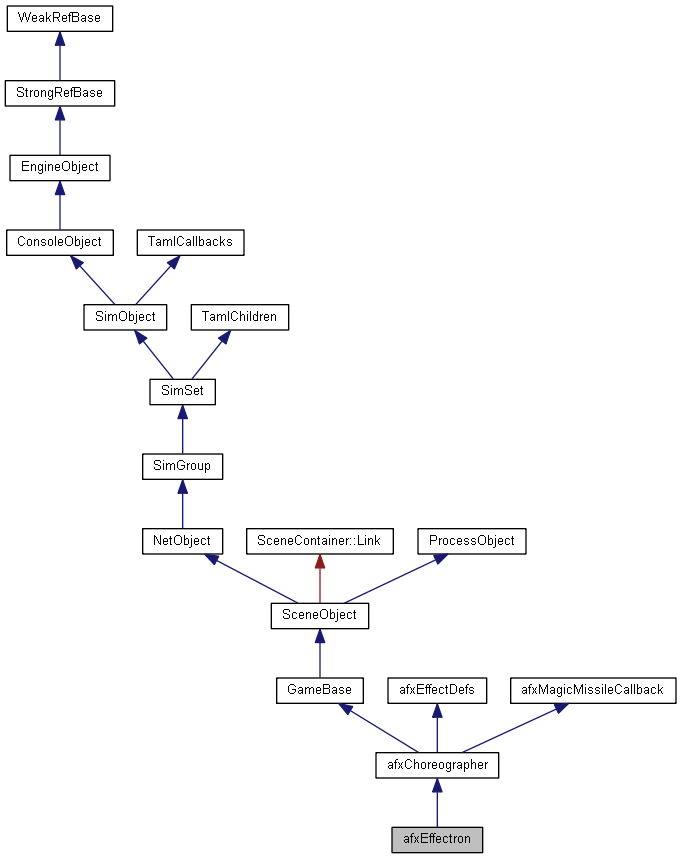 WeakRefBase
StrongRefBase
EngineObject
ConsoleObject
TamlCallbacks
SimObject
TamlChildren
SimSet
SimGroup
NetObject
SceneContainer::Link
ProcessObject
SceneObject
GameBase
afxEffectDefs
afxMagicMissileCallback
afxChoreographer
afxEffectron